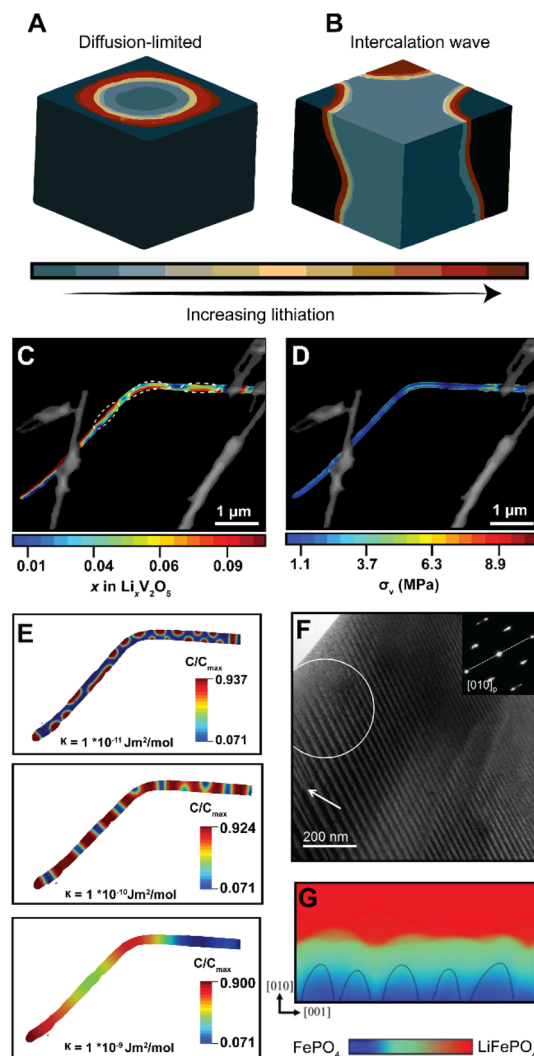 A
Diffusion-limited
B
Intercalation wave
Increasing lithiation
C
1 µm
0.01 0.04 0.06 0.09
x in LixV2O5
D
1 µm
1.1 3.7 6.3 8.9
σv (MPa)
E
C/Cmax
0.937
0.071
κ = 1 *10-11 Jm2/mol
C/Cmax
0.924
0.071
κ = 1 *10-10 Jm2/mol
C/Cmax
0.900
0.071
κ = 1 *10-9 Jm2/mol
F
[010]p
200 nm
G
[010]
[001]
FePO4 LiFePO4